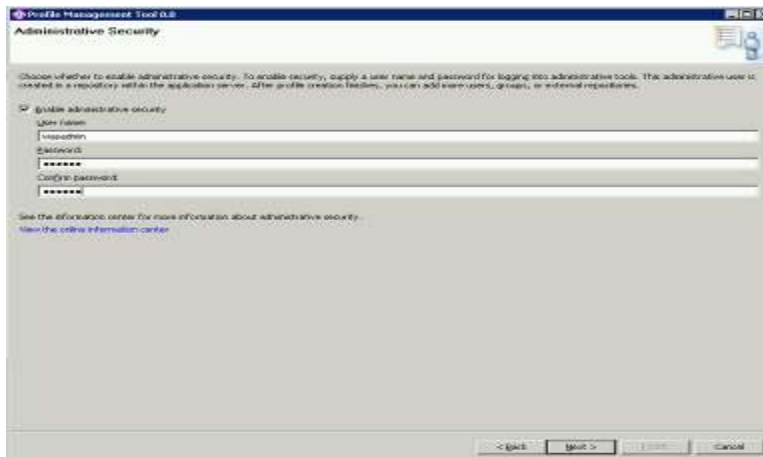 Profile Management Tool 8.0
Administrative Security
Choose whether to enable administrative security. To enable security, supply a user name and password for logging into administrative tools. This administrative user is
created in a repository within the application server. After profile creation finishes, you can add more users, groups, or external repositories.
Enable administrative security
User name:
Password:
Confirm password:
See the information center for more information about administrative security.
View the online information center
< Back
Next >
Cancel